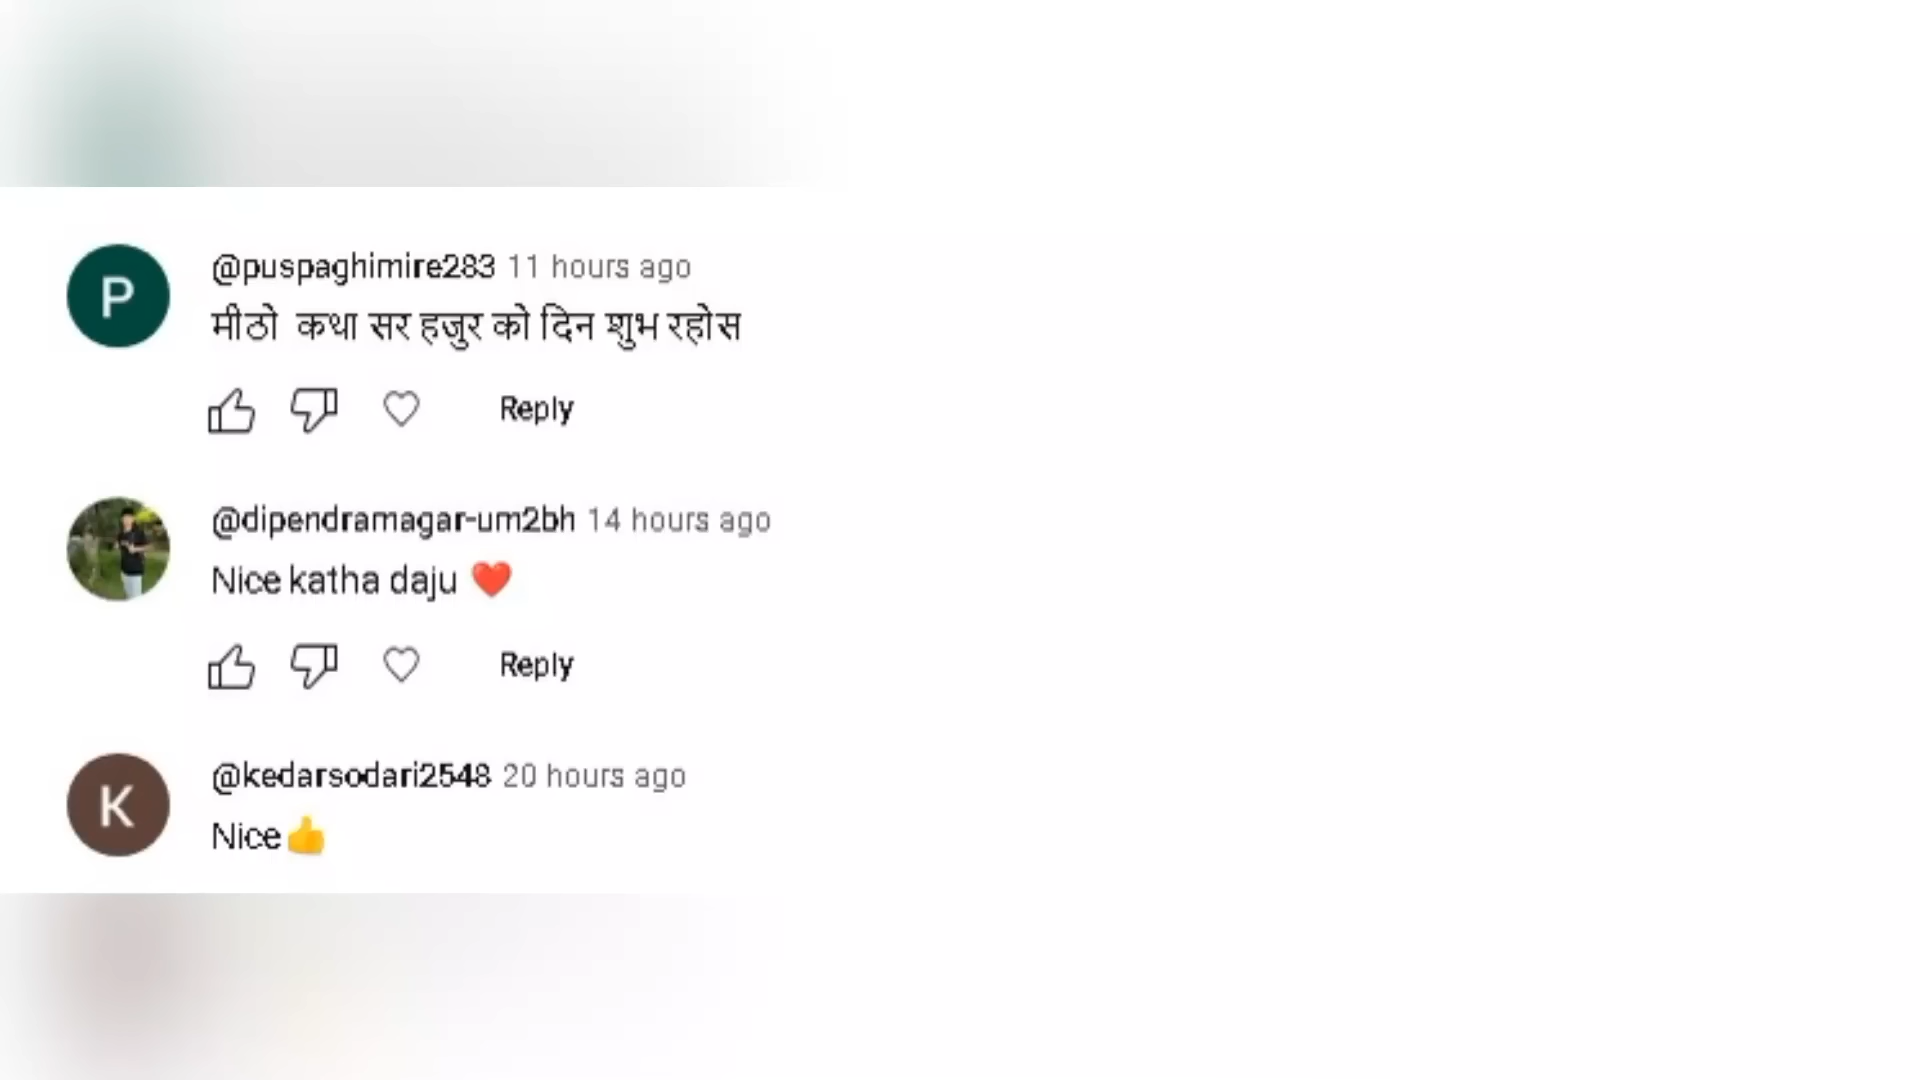 P
@puspaghimire283 11 hours ago
मीठो कथा सर हजुर को दिन शुभ रहोस
Reply
@dipendramagar-um2bh 14 hours ago
Nice katha daju ❤️
Reply
K
@kedarsodari2548 20 hours ago
Nice👍